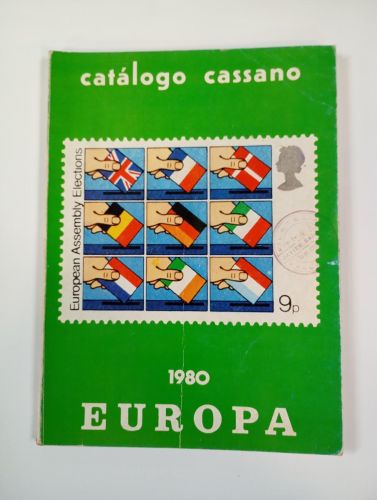 catálogo cassano
European Assembly Elections
9p
1980
EUROPA